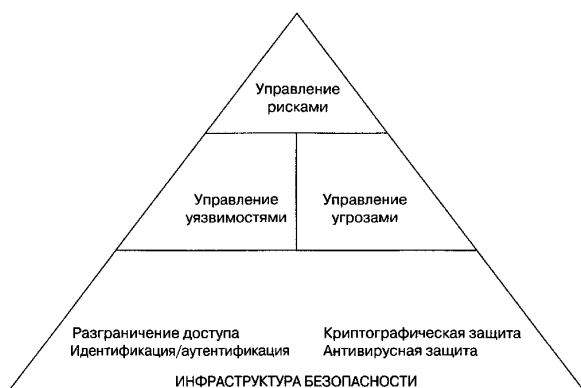 Управление
рисками
Управление
уязвимостями
Управление
угрозами
Разграничение доступа
Идентификация/аутентификация
Криптографическая защита
Антивирусная защита
ИНФРАСТРУКТУРА БЕЗОПАСНОСТИ